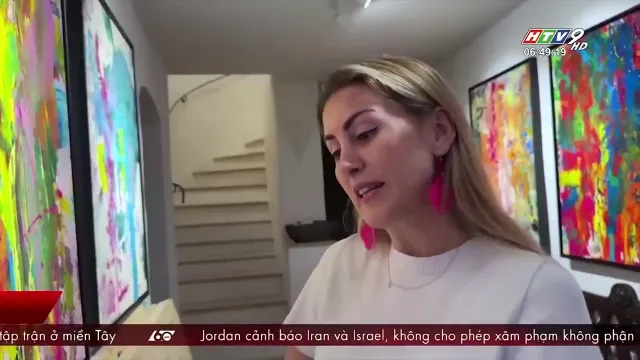 HTV9 HD
06:49:19
tập trận ở miền Tây
60 Jordan cảnh báo Iran và Israel, không cho phép xâm phạm không phận